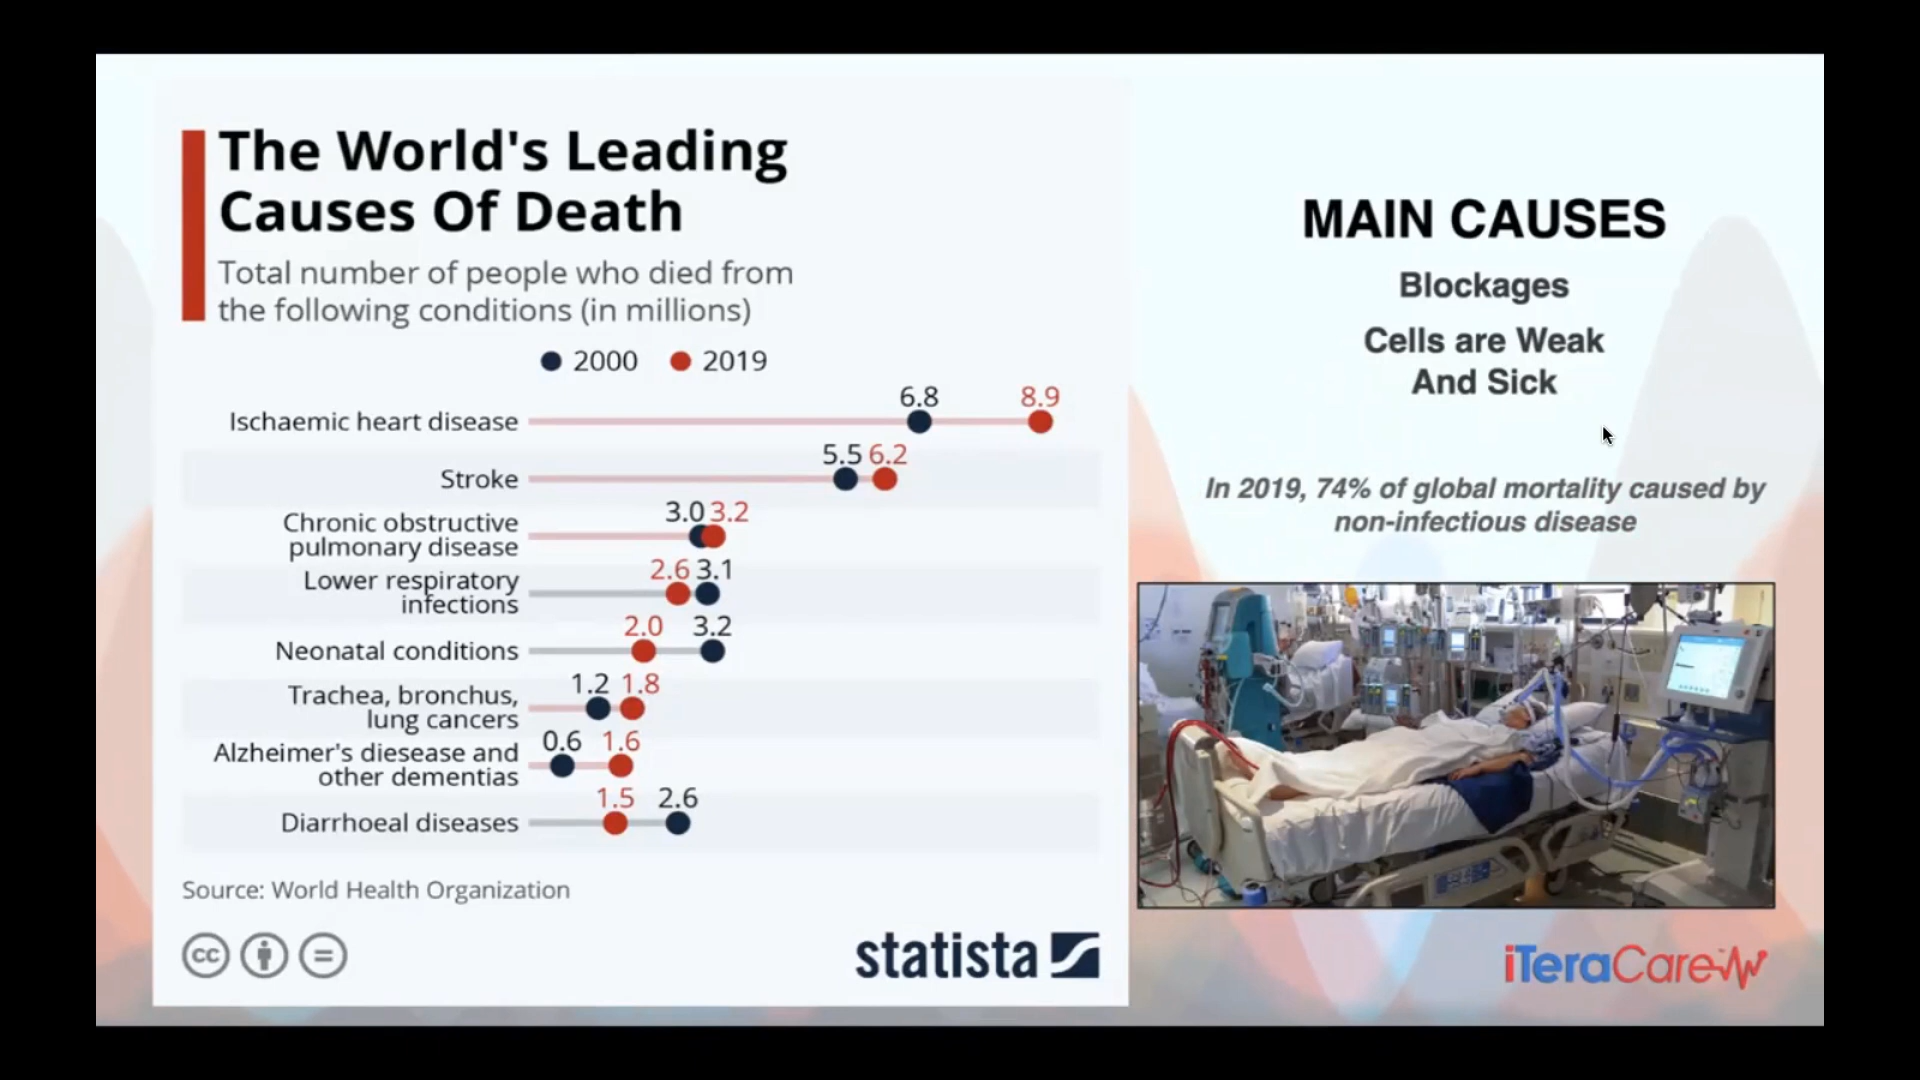 The World's Leading
Causes Of Death
Total number of people who died from
the following conditions (in millions)
2000 2019
Ischaemic heart disease 6.8 8.9
Stroke 5.5 6.2
Chronic obstructive
pulmonary disease 3.0 3.2
Lower respiratory
infections 2.6 3.1
Neonatal conditions 2.0 3.2
Trachea, bronchus,
lung cancers 1.2 1.8
Alzheimer's diesease and
other dementias 0.6 1.6
Diarrhoeal diseases 1.5 2.6
Source: World Health Organization
cc
statista
MAIN CAUSES
Blockages
Cells are Weak
And Sick
In 2019, 74% of global mortality caused by
non-infectious disease
iTeraCare